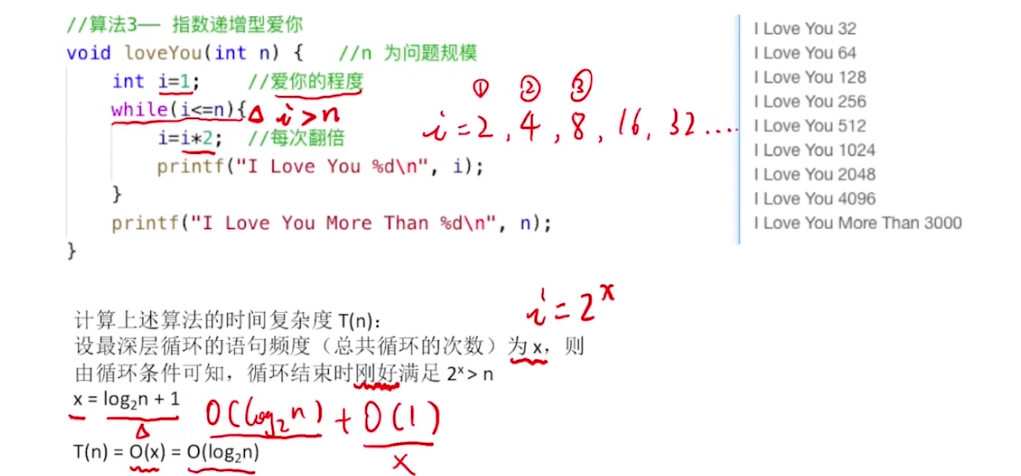 //算法3—— 指数递增型爱你
void loveYou(int n) {    //n 为问题规模
int i=1;    //爱你的程度
while(i<=n){ i>n
i=i*2;    //每次翻倍
printf("I Love You %d\n", i);
}
printf("I Love You More Than %d\n", n);
}
① ② ③
i=2, 4, 8, 16, 32....
I Love You 32
I Love You 64
I Love You 128
I Love You 256
I Love You 512
I Love You 1024
I Love You 2048
I Love You 4096
I Love You More Than 3000
i=2ˣ
计算上述算法的时间复杂度 T(n)：
设最深层循环的语句频度（总共循环的次数）为 x，则
由循环条件可知，循环结束时刚好满足 2ˣ > n
x = log₂n + 1
O(log₂n) + O(1)
x
T(n) = O(x) = O(log₂n)